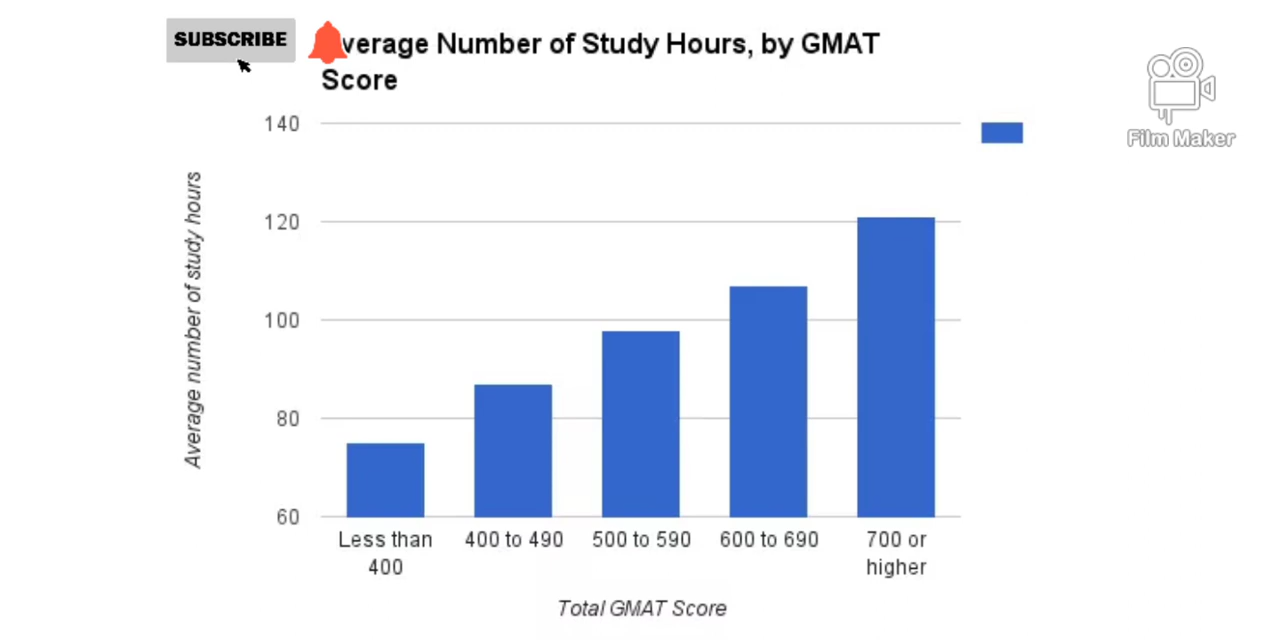 SUBSCRIBE
verage Number of Study Hours, by GMAT
Score
Film Maker
140
120
100
80
60
Average number of study hours
Less than
400
400 to 490
500 to 590
600 to 690
700 or
higher
Total GMAT Score